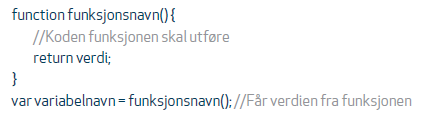 function funksjonsnavn() {
//Koden funksjonen skal utføre
return verdi;
}
var variabelnavn = funksjonsnavn(); //Får verdien fra funksjonen